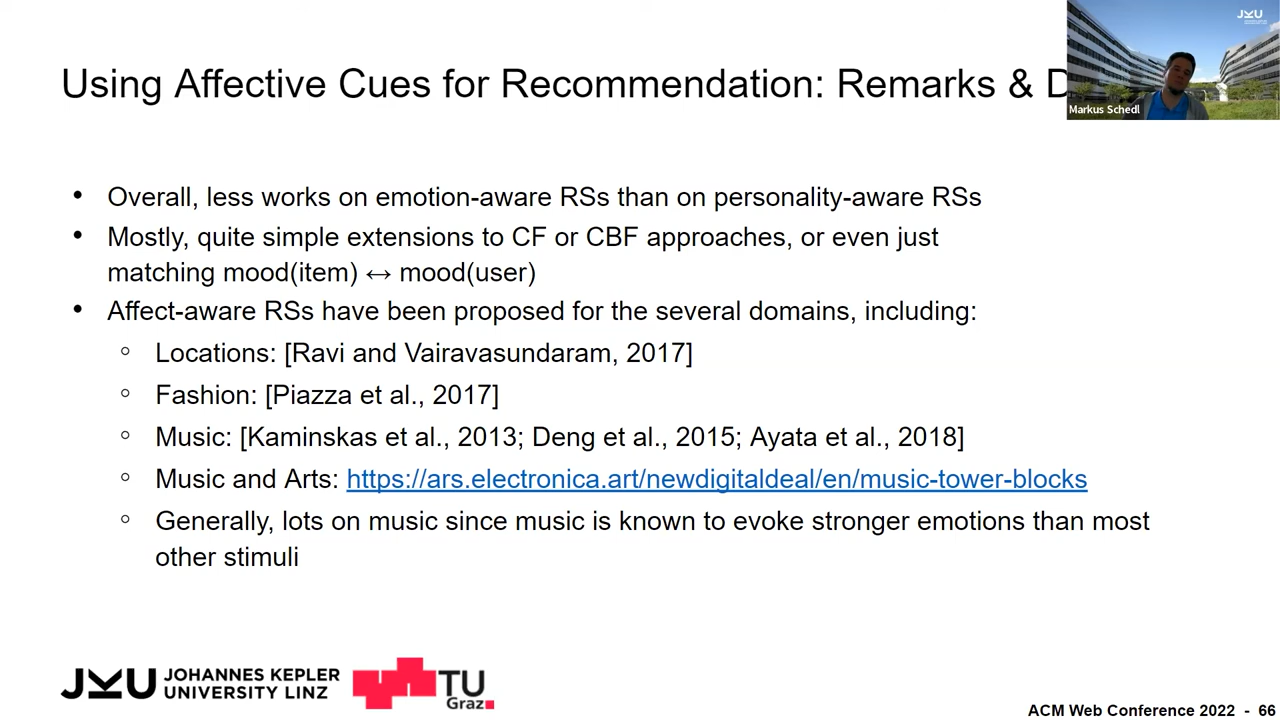 JKU
Using Affective Cues for Recommendation: Remarks & D
Markus Schedl
• Overall, less works on emotion-aware RSs than on personality-aware RSs
• Mostly, quite simple extensions to CF or CBF approaches, or even just
matching mood(item) ↔ mood(user)
• Affect-aware RSs have been proposed for the several domains, including:
○ Locations: [Ravi and Vairavasundaram, 2017]
○ Fashion: [Piazza et al., 2017]
○ Music: [Kaminskas et al., 2013; Deng et al., 2015; Ayata et al., 2018]
○ Music and Arts: https://ars.electronica.art/newdigitaldeal/en/music-tower-blocks
○ Generally, lots on music since music is known to evoke stronger emotions than most
other stimuli
JKU JOHANNES KEPLER
UNIVERSITY LINZ
TU
Graz
ACM Web Conference 2022 - 66